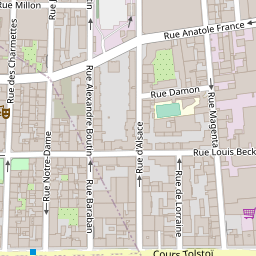 Rue Millon
Rue Anatole France
Rue des Charmettes
Rue Alexandre Boutin
Rue Damon
Rue Magenta
Rue Louis Beck
Rue Notre-Dame
Rue Baraban
Rue d'Alsace
Rue de Lorraine
Cours Tolstoï